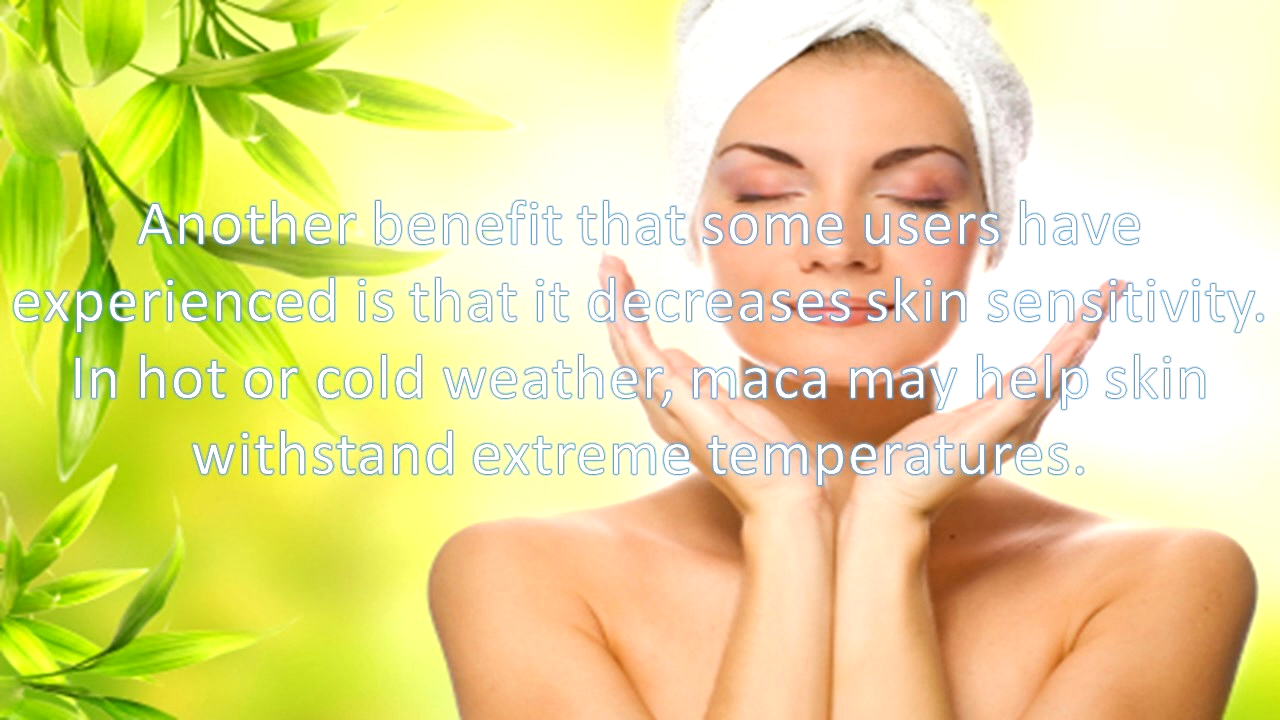 Another benefit that some users have
experienced is that it decreases skin sensitivity.
In hot or cold weather, maca may help skin
withstand extreme temperatures.